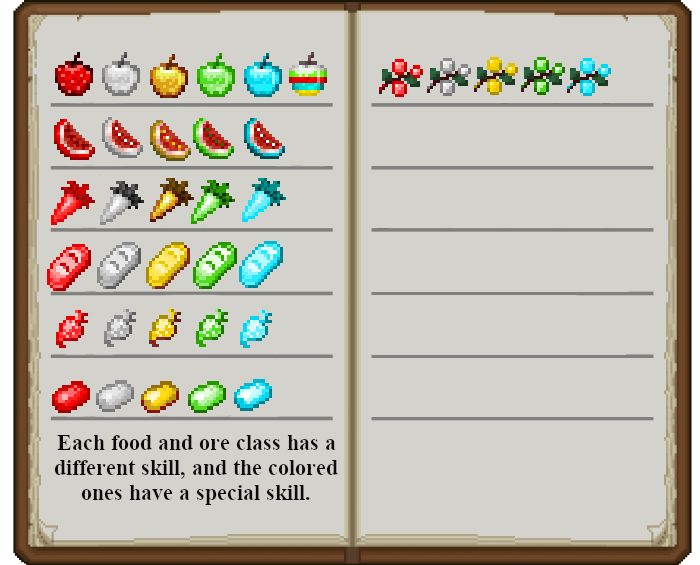 Each food and ore class has a
different skill, and the colored
ones have a special skill.